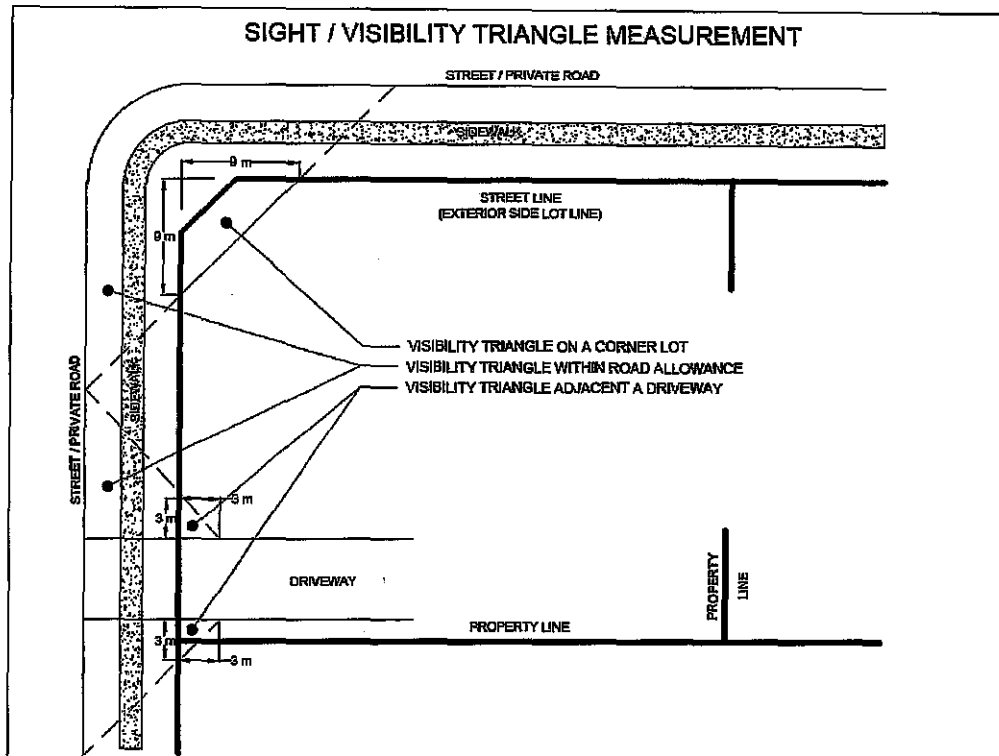 SIGHT / VISIBILITY TRIANGLE MEASUREMENT
STREET / PRIVATE ROAD
SIDEWALK
9 m
STREET LINE
(EXTERIOR SIDE LOT LINE)
9 m
VISIBILITY TRIANGLE ON A CORNER LOT
VISIBILITY TRIANGLE WITHIN ROAD ALLOWANCE
VISIBILITY TRIANGLE ADJACENT A DRIVEWAY
STREET / PRIVATE ROAD
SIDEWALK
3 m
3 m
DRIVEWAY
PROPERTY
LINE
PROPERTY LINE
3 m
3 m